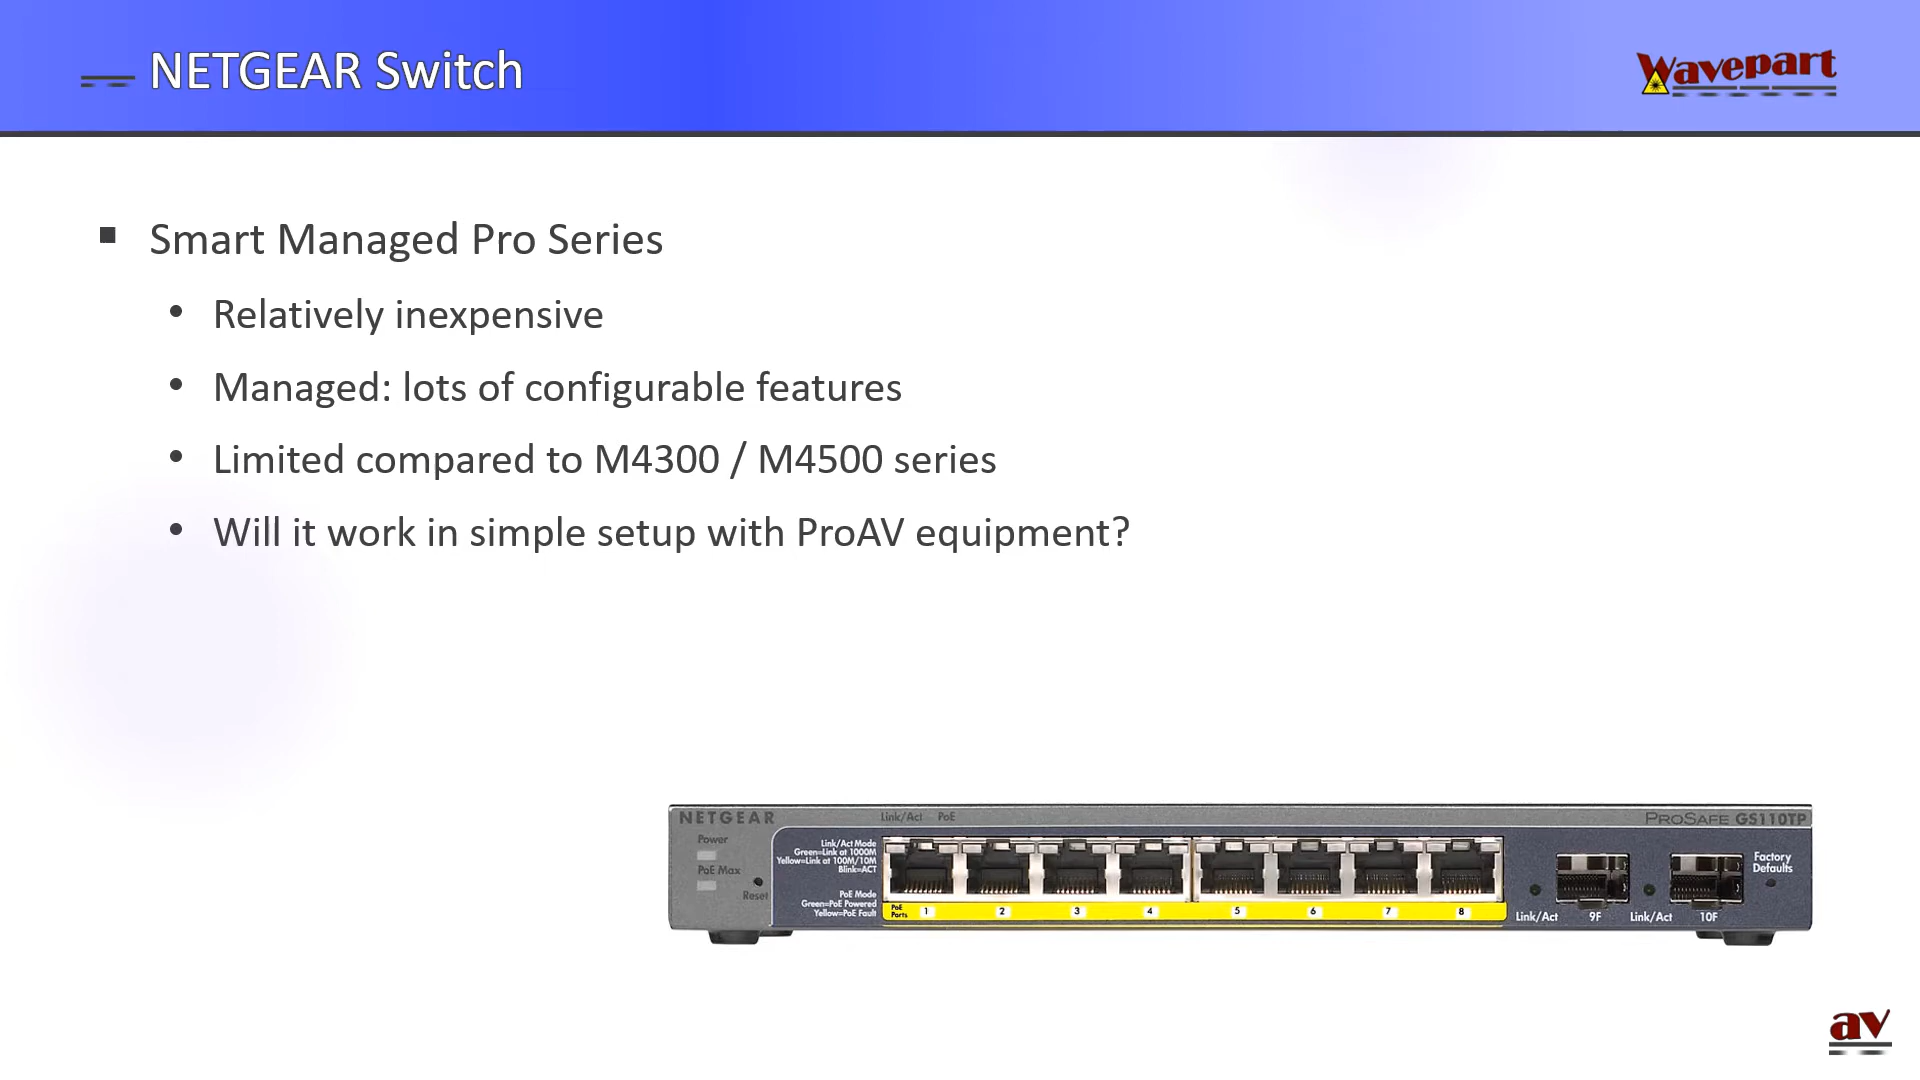 NETGEAR Switch
Wavepart
Smart Managed Pro Series
Relatively inexpensive
Managed: lots of configurable features
Limited compared to M4300 / M4500 series
Will it work in simple setup with ProAV equipment?
NETGEAR
Link/Act PoE
PROSAFE GS110TP
Power
PoE Max
Reset
Link/Act Mode
Green=Link at 1000M
Yellow=Link at 100M/10M
Blink=ACT
PoE Mode
Green=PoE Powered
Yellow=PoE Fault
PoE
Ports
1 2 3 4 5 6 7 8
Link/Act 9F Link/Act 10F
Factory
Defaults
av